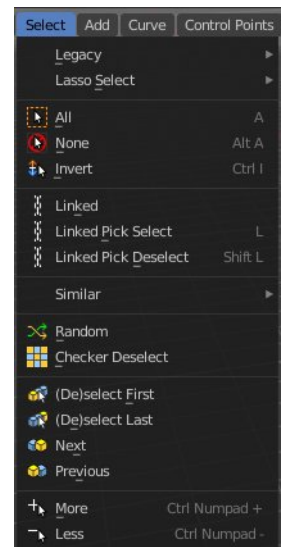 Select Add Curve Control Points
Legacy
Lasso Select
All A
None Alt A
Invert Ctrl I
Linked
Linked Pick Select L
Linked Pick Deselect Shift L
Similar
Random
Checker Deselect
(De)select First
(De)select Last
Next
Previous
More Ctrl Numpad +
Less Ctrl Numpad -